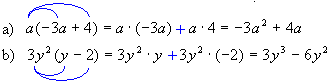 a) a(−3a + 4) = a · (−3a) + a · 4 = −3a² + 4a
b) 3y²(y − 2) = 3y² · y + 3y² · (−2) = 3y³ − 6y²